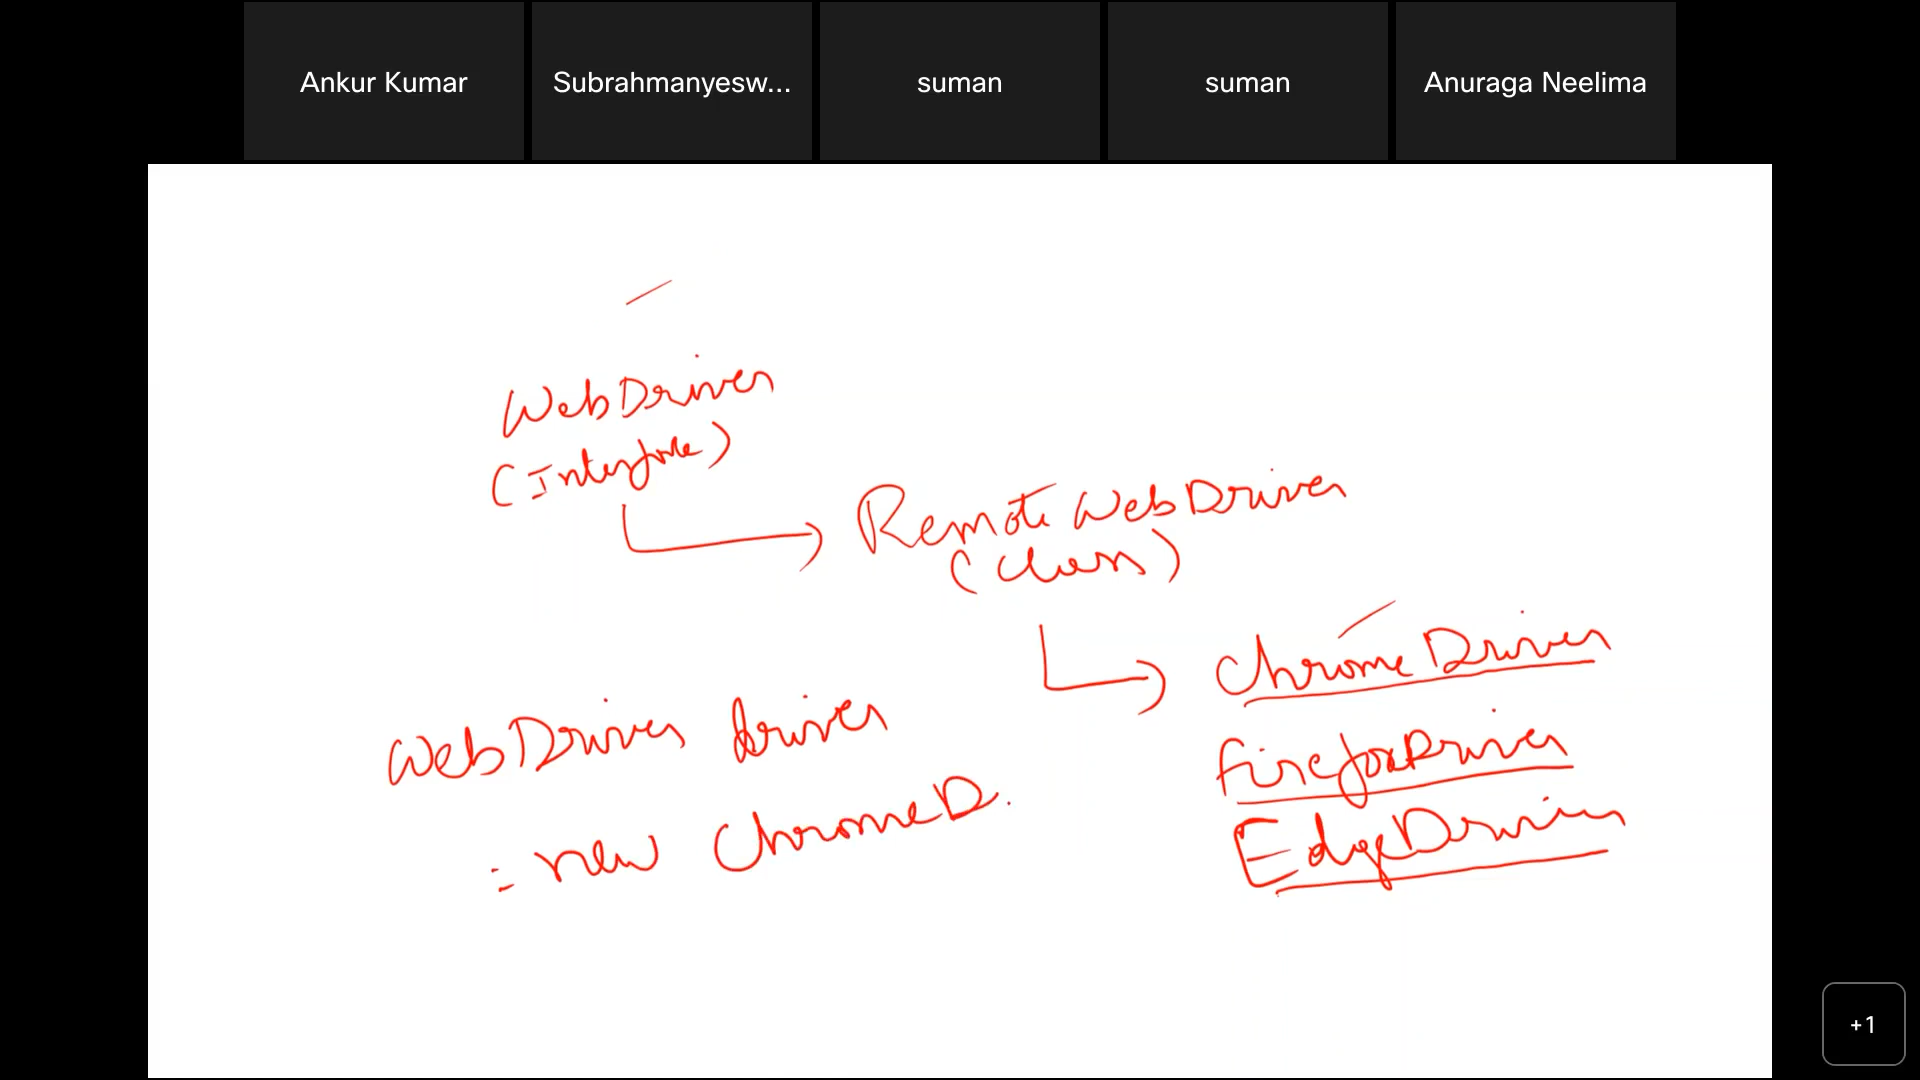 Ankur Kumar
Subrahmanyesw...
suman
suman
Anuraga Neelima
WebDriver
(Interface)
RemoteWebDriver
(class)
ChromeDriver
WebDriver driver
firefoxDriver
= new ChromeD.
EdgeDriver
+1